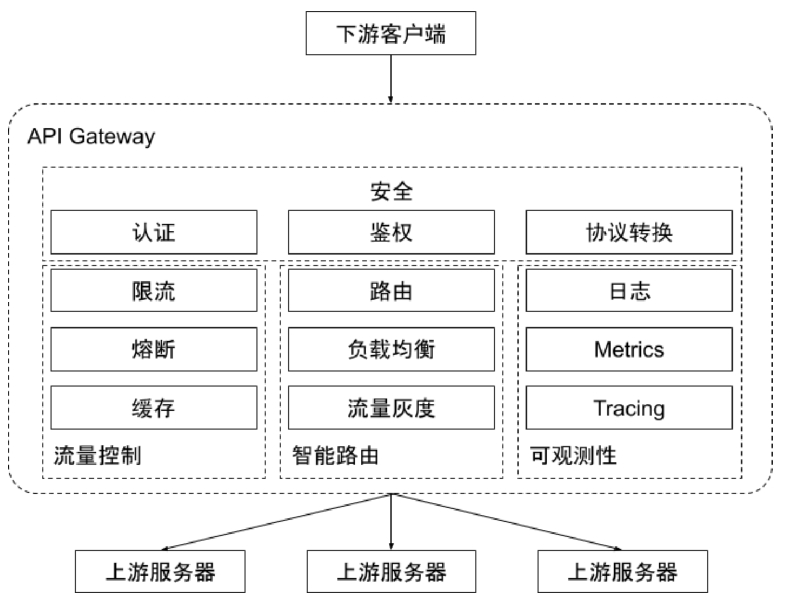 下游客户端
API Gateway
安全
认证
鉴权
协议转换
限流
路由
日志
熔断
负载均衡
Metrics
缓存
流量灰度
Tracing
流量控制
智能路由
可观测性
上游服务器
上游服务器
上游服务器